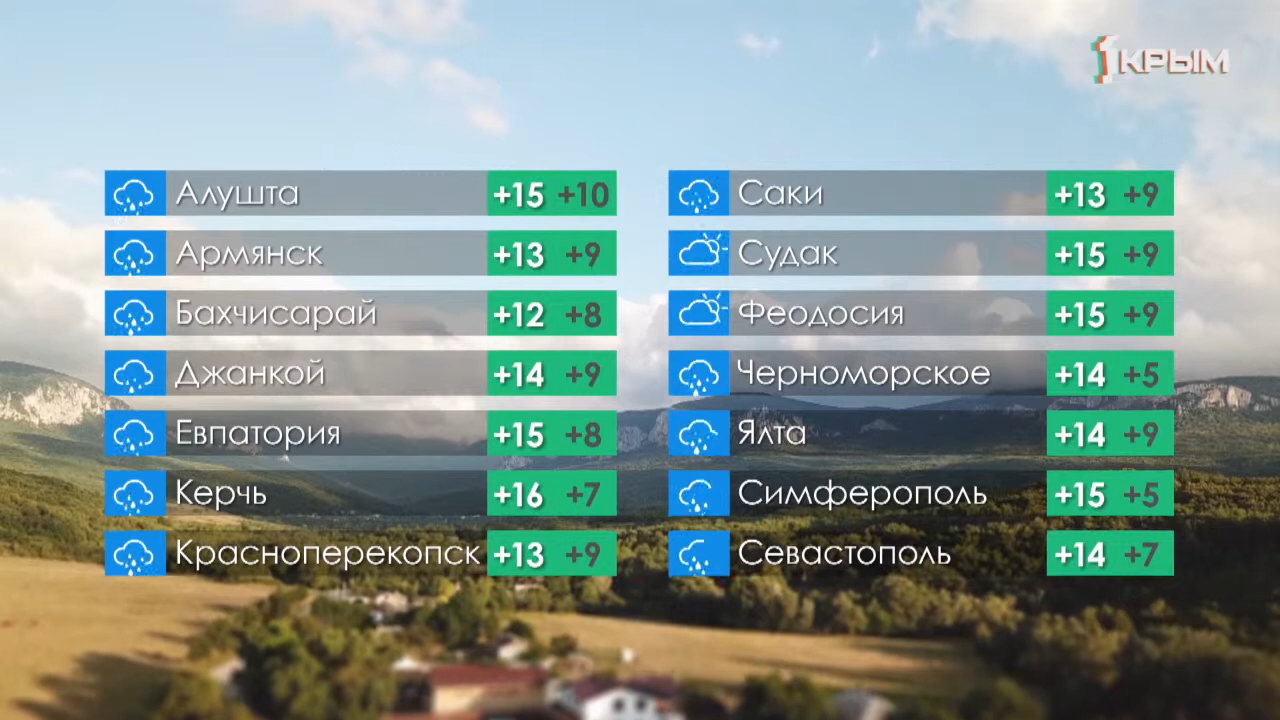 1КРЫМ
Алушта +15 +10
Армянск +13 +9
Бахчисарай +12 +8
Джанкой +14 +9
Евпатория +15 +8
Керчь +16 +7
Красноперекопск +13 +9
Саки +13 +9
Судак +15 +9
Феодосия +15 +9
Черноморское +14 +5
Ялта +14 +9
Симферополь +15 +5
Севастополь +14 +7